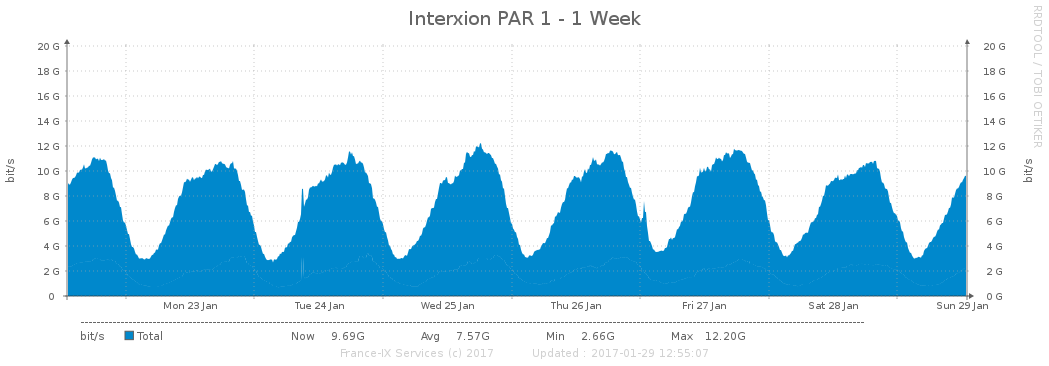 Interxion PAR 1 - 1 Week
RRDTOOL / TOBI OETIKER
20 G 20 G
18 G 18 G
16 G 16 G
14 G 14 G
12 G 12 G
10 G 10 G
8 G 8 G
6 G 6 G
4 G 4 G
2 G 2 G
0 0 G
bit/s
bit/s
Mon 23 Jan Tue 24 Jan Wed 25 Jan Thu 26 Jan Fri 27 Jan Sat 28 Jan Sun 29 Jan
bit/s Total Now 9.69G Avg 7.57G Min 2.66G Max 12.20G
France-IX Services (c) 2017 Updated : 2017-01-29 12:55:07